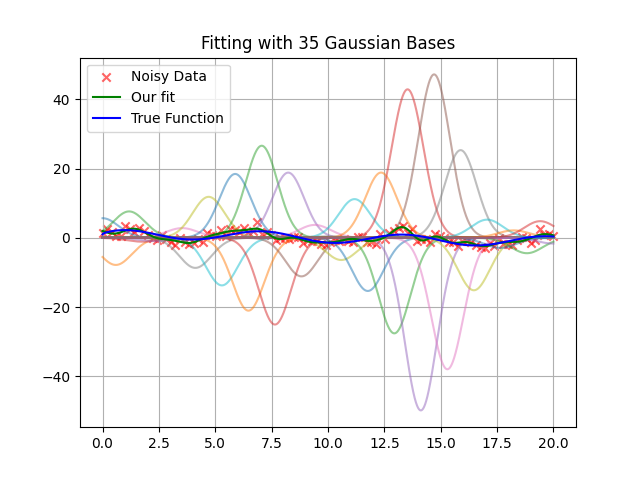 Fitting with 35 Gaussian Bases
Noisy Data
Our fit
True Function
40
20
0
−20
−40
0.0 2.5 5.0 7.5 10.0 12.5 15.0 17.5 20.0